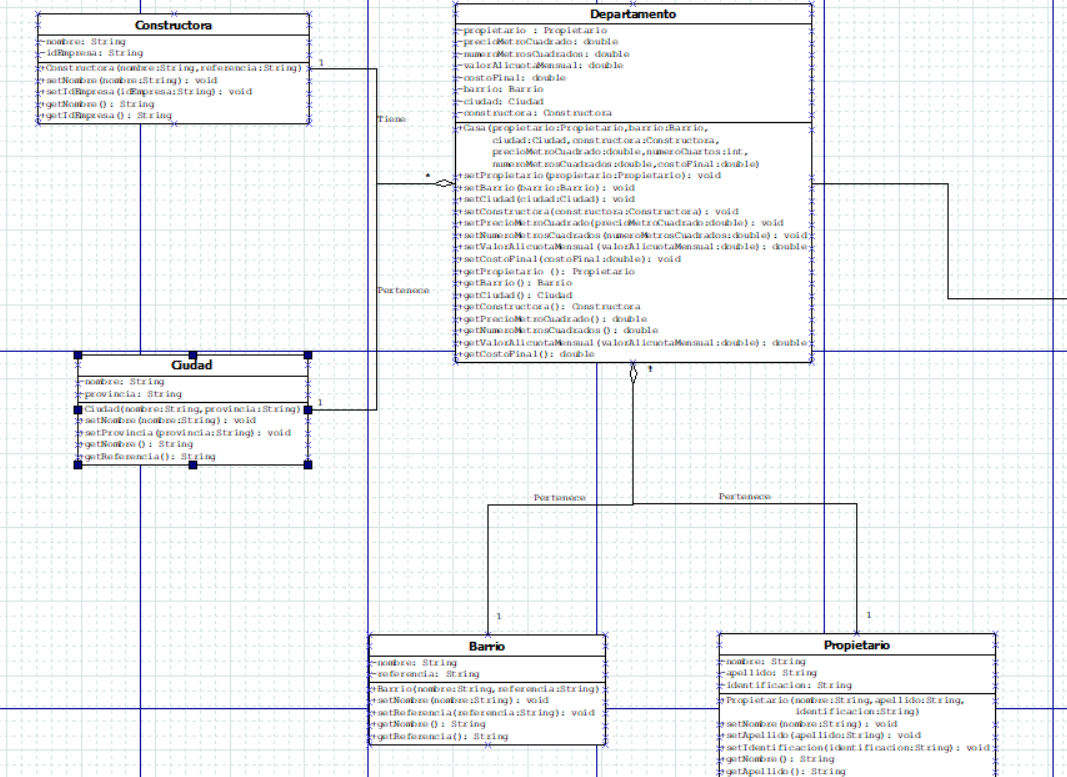 Constructora
-nombre: String
-idEmpresa: String
+Constructora(nombre:String,referencia:String)
+setNombre(nombre:String): void
+setIdEmpresa(idEmpresa:String): void
+getNombre(): String
+getIdEmpresa(): String
1
Tiene
*
Departamento
-propietario : Propietario
-precioMetroCuadrado: double
-numeroMetrosCuadrados: double
-valorAlicuotaMensual: double
-costoFinal: double
-barrio: Barrio
-ciudad: Ciudad
-constructora: Constructora
+Casa(propietario:Propietario,barrio:Barrio,
ciudad:Ciudad,constructora:Constructora,
precioMetroCuadrado:double,numeroCuartos:int,
numeroMetrosCuadrados:double,costoFinal:double)
+setPropietario(propietario:Propietario): void
+setBarrio(barrio:Barrio): void
+setCiudad(ciudad:Ciudad): void
+setConstructora(constructora:Constructora): void
+setPrecioMetroCuadrado(precioMetroCuadrado:double): void
+setNumeroMetrosCuadrados(numeroMetrosCuadrados:double): void
+setValorAlicuotaMensual(valorAlicuotaMensual:double): double
+setCostoFinal(costoFinal:double): void
+getPropietario (): Propietario
+getBarrio(): Barrio
+getCiudad(): Ciudad
+getConstructora(): Constructora
+getPrecioMetroCuadrado(): double
+getNumeroMetrosCuadrados(): double
+getValorAlicuotaMensual(valorAlicuotaMensual:double): double
+getCostoFinal(): double
Pertenece
Ciudad
-nombre: String
-provincia: String
+Ciudad(nombre:String,provincia:String)
+setNombre(nombre:String): void
+setProvincia(provincia:String): void
+getNombre(): String
+getReferencia(): String
1
*
Pertenece
Pertenece
1
1
Barrio
-nombre: String
-referencia: String
+Barrio(nombre:String,referencia:String)
+setNombre(nombre:String): void
+setReferencia(referencia:String): void
+getNombre(): String
+getReferencia(): String
Propietario
-nombre: String
-apellido: String
-identificacion: String
+Propietario(nombre:String,apellido:String,
identificacion:String)
+setNombre(nombre:String): void
+setApellido(apellido:String): void
+setIdentificacion(identificacion:String): void
+getNombre(): String
+getApellido(): String